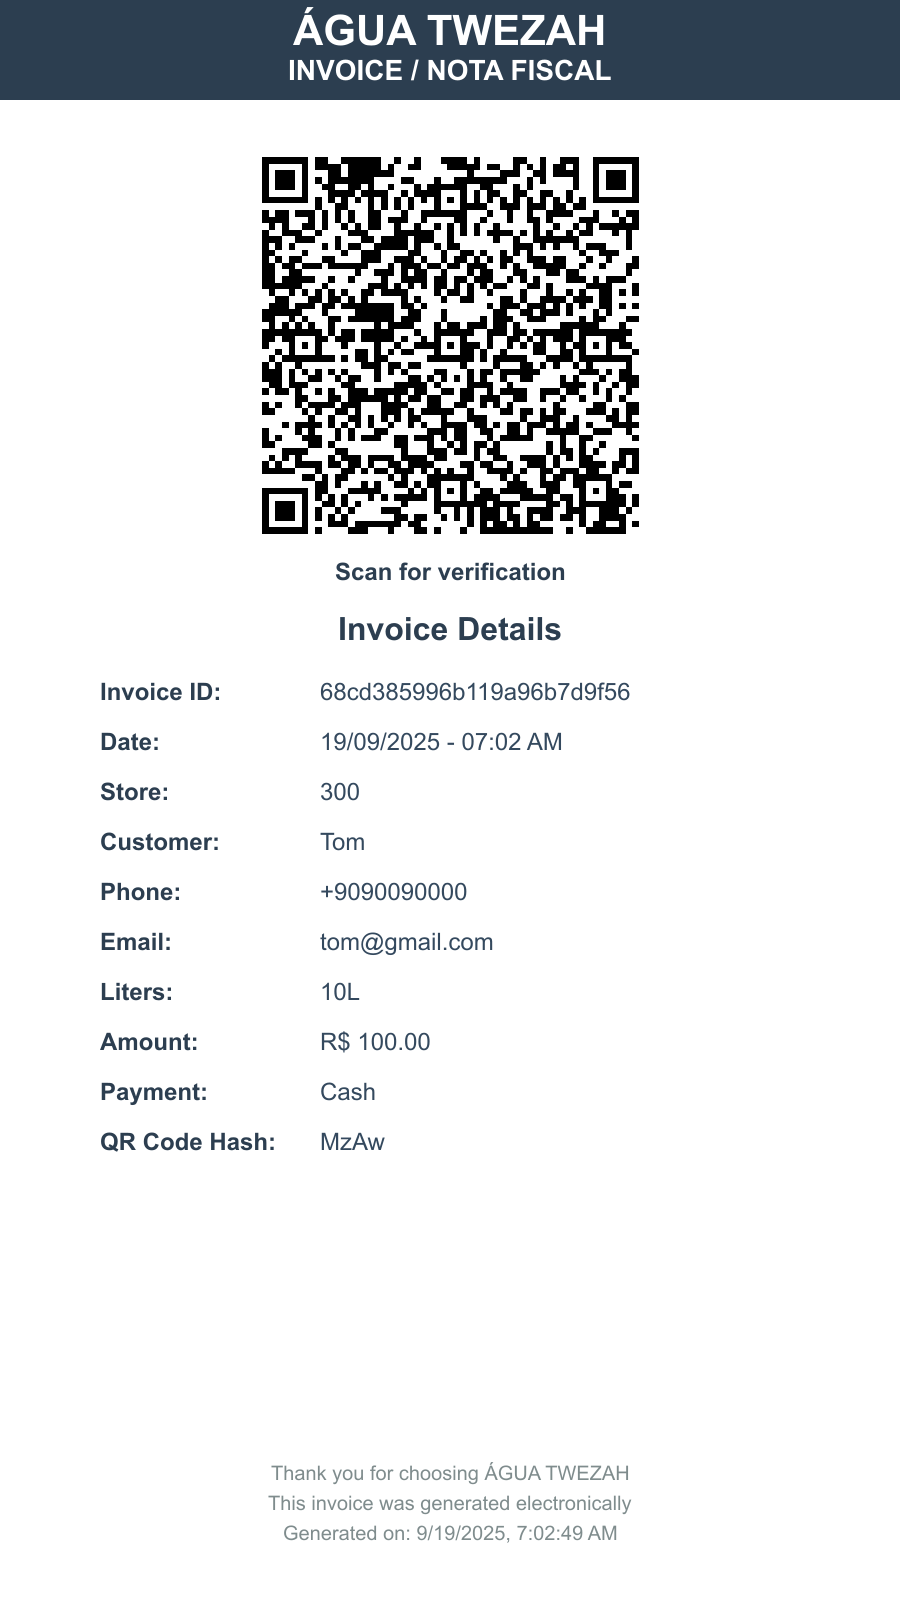 ÁGUA TWEZAH
INVOICE / NOTA FISCAL
Scan for verification
Invoice Details
Invoice ID: 68cd385996b119a96b7d9f56
Date: 19/09/2025 - 07:02 AM
Store: 300
Customer: Tom
Phone: +9090090000
Email: tom@gmail.com
Liters: 10L
Amount: R$ 100.00
Payment: Cash
QR Code Hash: MzAw
Thank you for choosing ÁGUA TWEZAH
This invoice was generated electronically
Generated on: 9/19/2025, 7:02:49 AM